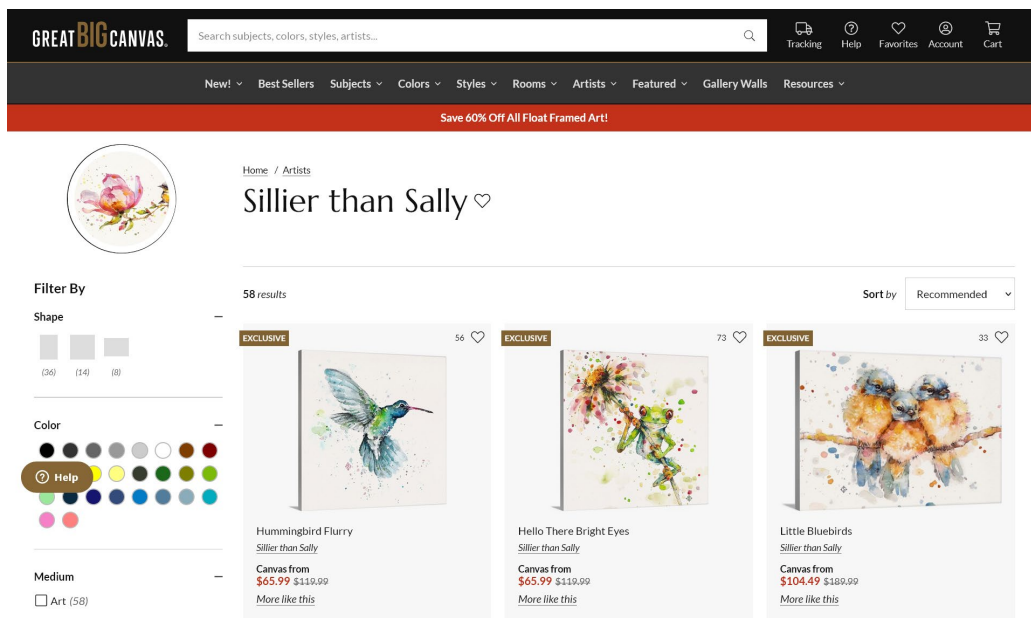 GREAT BIG CANVAS.
Search subjects, colors, styles, artists...
Tracking
Help
Favorites
Account
Cart
New!
Best Sellers
Subjects
Colors
Styles
Rooms
Artists
Featured
Gallery Walls
Resources
Save 60% Off All Float Framed Art!
Home / Artists
Sillier than Sally
Filter By
58 results
Sort by
Recommended
Shape
(36)
(14)
(8)
Color
Help
Medium
Art (58)
EXCLUSIVE
56
Hummingbird Flurry
Sillier than Sally
Canvas from
$65.99 $119.99
More like this
EXCLUSIVE
73
Hello There Bright Eyes
Sillier than Sally
Canvas from
$65.99 $119.99
More like this
EXCLUSIVE
33
Little Bluebirds
Sillier than Sally
Canvas from
$104.49 $189.99
More like this